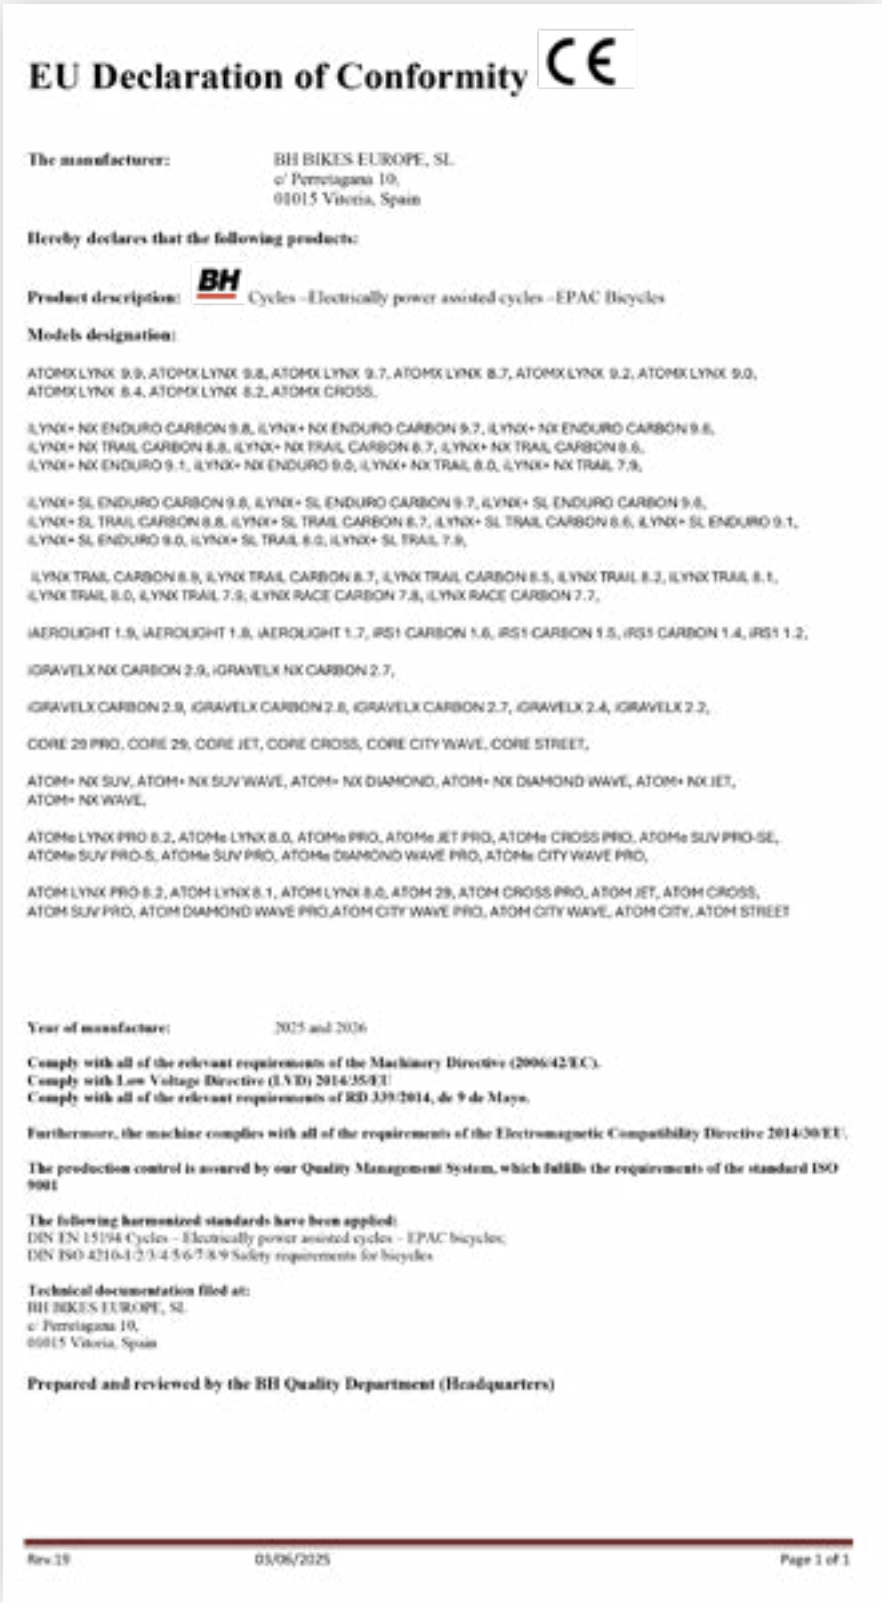 EU Declaration of Conformity CE
The manufacturer: BH BIKES EUROPE, SL
c/ Perretagana 10,
01015 Vitoria, Spain
Hereby declares that the following products:
Product description: BH Cycles –Electrically power assisted cycles –EPAC Bicycles
Models designation:
ATOMX LYNX 9.9, ATOMX LYNX 9.8, ATOMX LYNX 9.7, ATOMX LYNX 8.7, ATOMX LYNX 9.2, ATOMX LYNX 9.0,
ATOMX LYNX 8.4, ATOMX LYNX 8.2, ATOMX CROSS,
iLYNX+ NX ENDURO CARBON 9.8, iLYNX+ NX ENDURO CARBON 9.7, iLYNX+ NX ENDURO CARBON 9.6,
iLYNX+ NX TRAIL CARBON 8.8, iLYNX+ NX TRAIL CARBON 8.7, iLYNX+ NX TRAIL CARBON 8.6,
iLYNX+ NX ENDURO 9.1, iLYNX+ NX ENDURO 9.0, iLYNX+ NX TRAIL 8.0, iLYNX+ NX TRAIL 7.9,
iLYNX+ SL ENDURO CARBON 9.8, iLYNX+ SL ENDURO CARBON 9.7, iLYNX+ SL ENDURO CARBON 9.6,
iLYNX+ SL TRAIL CARBON 8.8, iLYNX+ SL TRAIL CARBON 8.7, iLYNX+ SL TRAIL CARBON 8.6, iLYNX+ SL ENDURO 9.1,
iLYNX+ SL ENDURO 9.0, iLYNX+ SL TRAIL 8.0, iLYNX+ SL TRAIL 7.9,
iLYNX TRAIL CARBON 8.9, iLYNX TRAIL CARBON 8.7, iLYNX TRAIL CARBON 8.5, iLYNX TRAIL 8.2, iLYNX TRAIL 8.1,
iLYNX TRAIL 8.0, iLYNX TRAIL 7.9, iLYNX RACE CARBON 7.8, iLYNX RACE CARBON 7.7,
iAEROLIGHT 1.9, iAEROLIGHT 1.8, iAEROLIGHT 1.7, iRS1 CARBON 1.6, iRS1 CARBON 1.5, iRS1 CARBON 1.4, iRS1 1.2,
iGRAVELX NX CARBON 2.9, iGRAVELX NX CARBON 2.7,
iGRAVELX CARBON 2.9, iGRAVELX CARBON 2.8, iGRAVELX CARBON 2.7, iGRAVELX 2.4, iGRAVELX 2.2,
CORE 29 PRO, CORE 29, CORE JET, CORE CROSS, CORE CITY WAVE, CORE STREET,
ATOM+ NX SUV, ATOM+ NX SUV WAVE, ATOM+ NX DIAMOND, ATOM+ NX DIAMOND WAVE, ATOM+ NX JET,
ATOM+ NX WAVE,
ATOMe LYNX PRO 8.2, ATOMe LYNX 8.0, ATOMe PRO, ATOMe JET PRO, ATOMe CROSS PRO, ATOMe SUV PRO-SE,
ATOMe SUV PRO-S, ATOMe SUV PRO, ATOMe DIAMOND WAVE PRO, ATOMe CITY WAVE PRO,
ATOM LYNX PRO 8.2, ATOM LYNX 8.1, ATOM LYNX 8.0, ATOM 29, ATOM CROSS PRO, ATOM JET, ATOM CROSS,
ATOM SUV PRO, ATOM DIAMOND WAVE PRO,ATOM CITY WAVE PRO, ATOM CITY WAVE, ATOM CITY, ATOM STREET
Year of manufacture: 2025 and 2026
Comply with all of the relevant requirements of the Machinery Directive (2006/42/EC).
Comply with Low Voltage Directive (LVD) 2014/35/EU
Comply with all of the relevant requirements of RD 339/2014, de 9 de Mayo.
Furthermore, the machine complies with all of the requirements of the Electromagnetic Compatibility Directive 2014/30/EU.
The production control is assured by our Quality Management System, which fulfills the requirements of the standard ISO
9001
The following harmonized standards have been applied:
DIN EN 15194 Cycles – Electrically power assisted cycles – EPAC bicycles;
DIN ISO 4210-1/2/3/4/5/6/7/8/9 Safety requirements for bicycles
Technical documentation filed at:
BH BIKES EUROPE, SL
c/ Perretagana 10,
01015 Vitoria, Spain
Prepared and reviewed by the BH Quality Department (Headquarters)
Rev.19 03/06/2025 Page 1 of 1